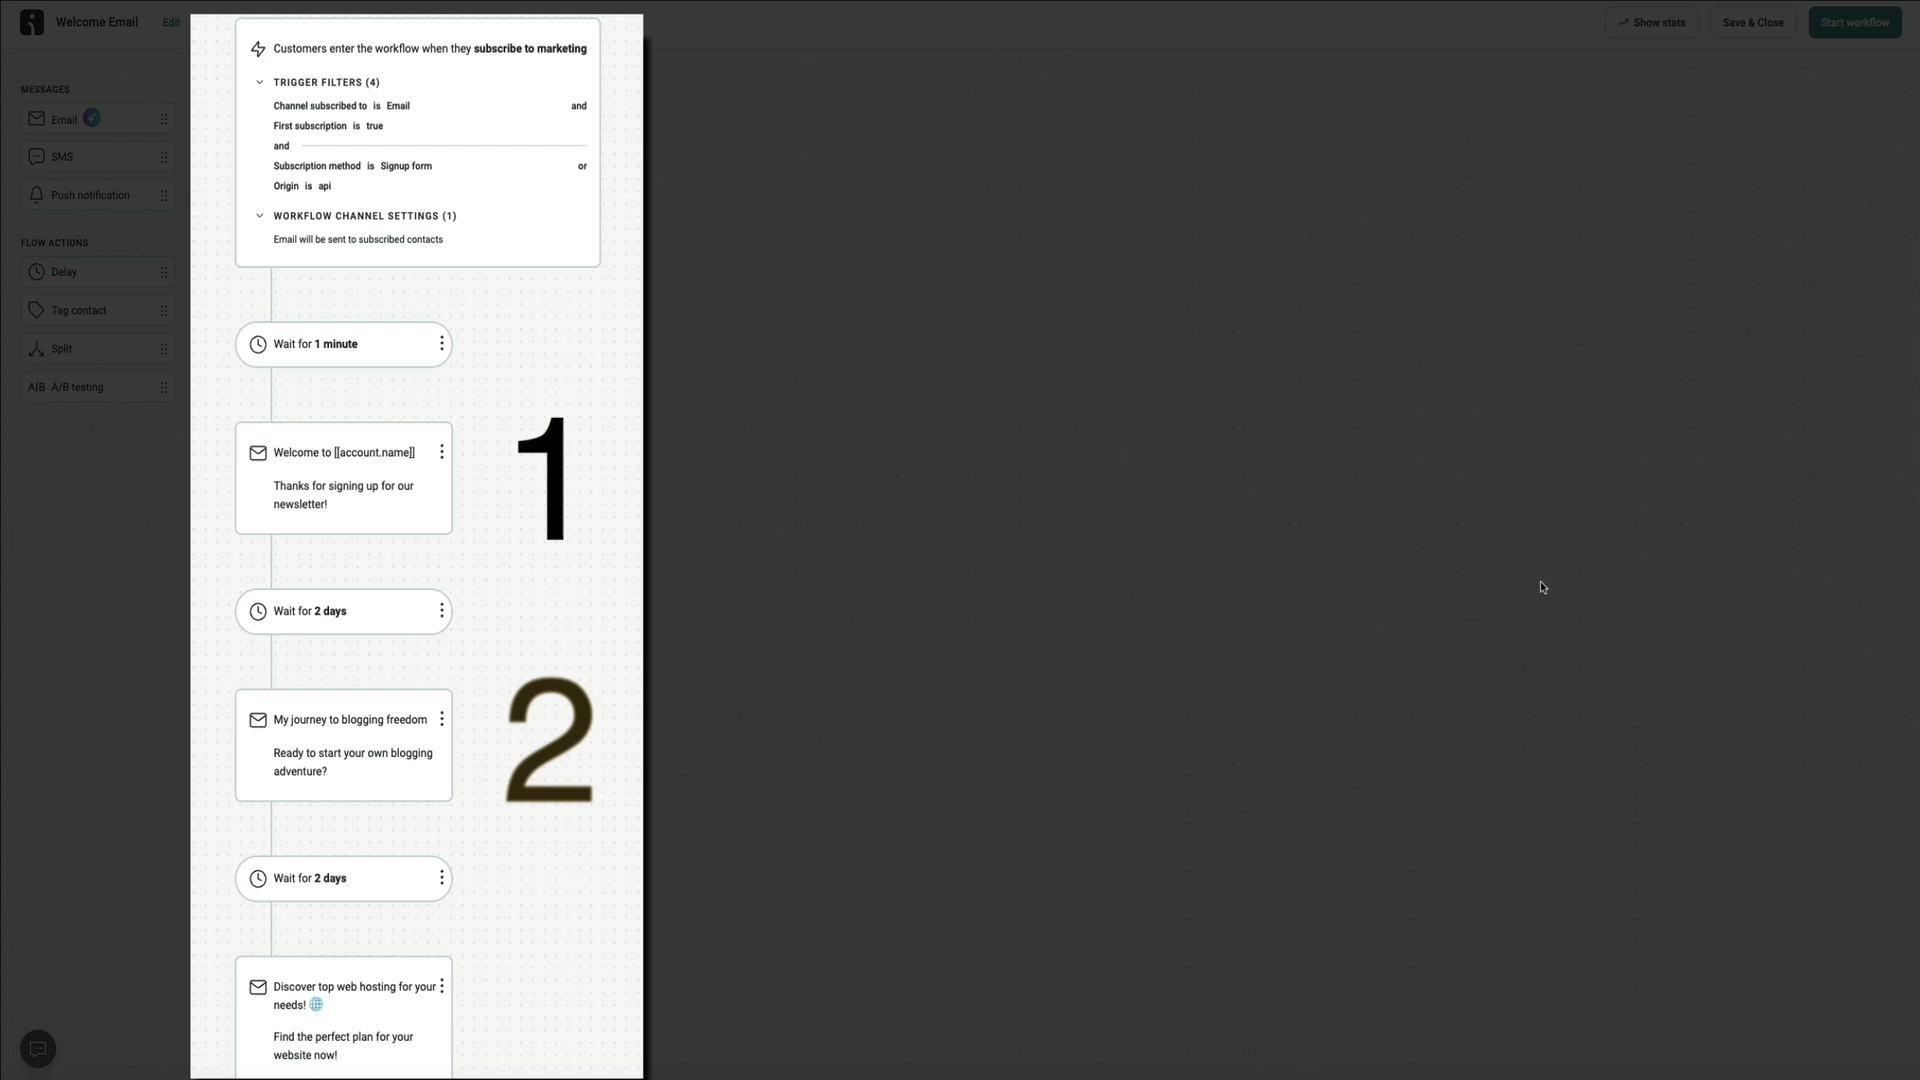 Welcome Email
Edit
Show stats
Save & Close
Start workflow
MESSAGES
Email
SMS
Push notification
FLOW ACTIONS
Delay
Tag contact
Split
A|B A/B testing
Customers enter the workflow when they subscribe to marketing
TRIGGER FILTERS (4)
Channel subscribed to is Email and
First subscription is true
and
Subscription method is Signup form or
Origin is api
WORKFLOW CHANNEL SETTINGS (1)
Email will be sent to subscribed contacts
Wait for 1 minute
Welcome to [[account.name]]
Thanks for signing up for our
newsletter!
1
Wait for 2 days
My journey to blogging freedom
Ready to start your own blogging
adventure?
2
Wait for 2 days
Discover top web hosting for your
needs! 🌐
Find the perfect plan for your
website now!